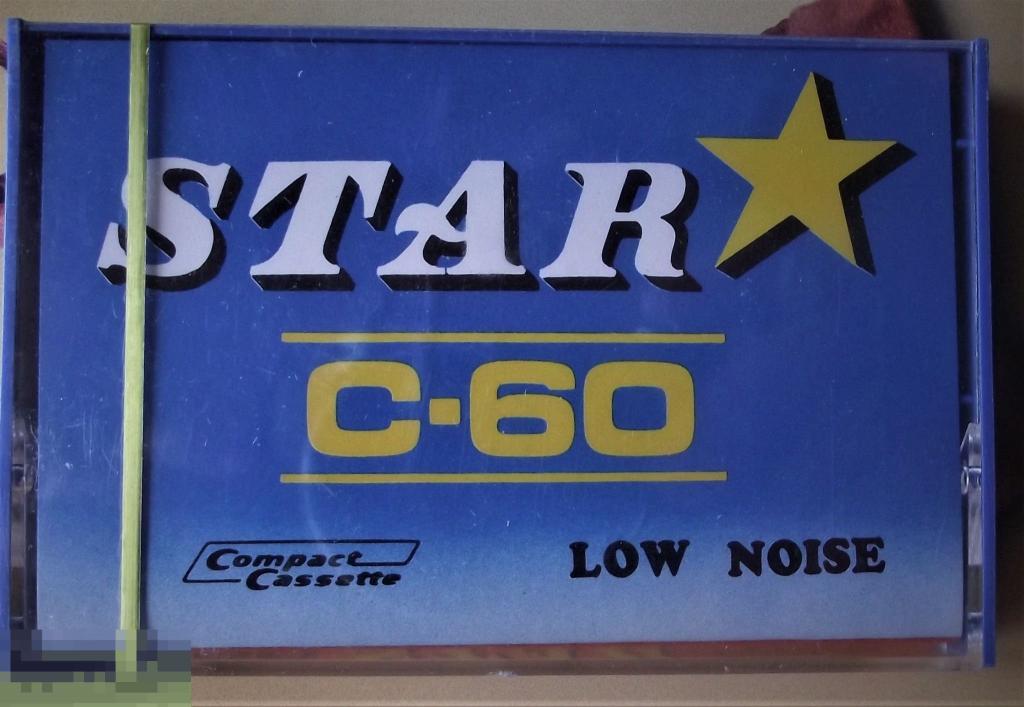 STAR
C-60
Compact
Cassette
LOW NOISE